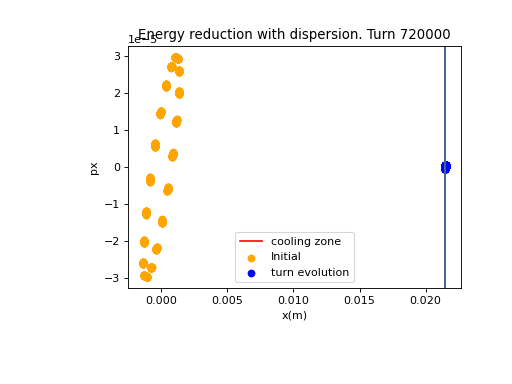 Energy reduction with dispersion. Turn 720000
1e−5
3
2
1
px
0
−1
−2
−3
cooling zone
Initial
turn evolution
0.000
0.005
0.010
0.015
0.020
x(m)